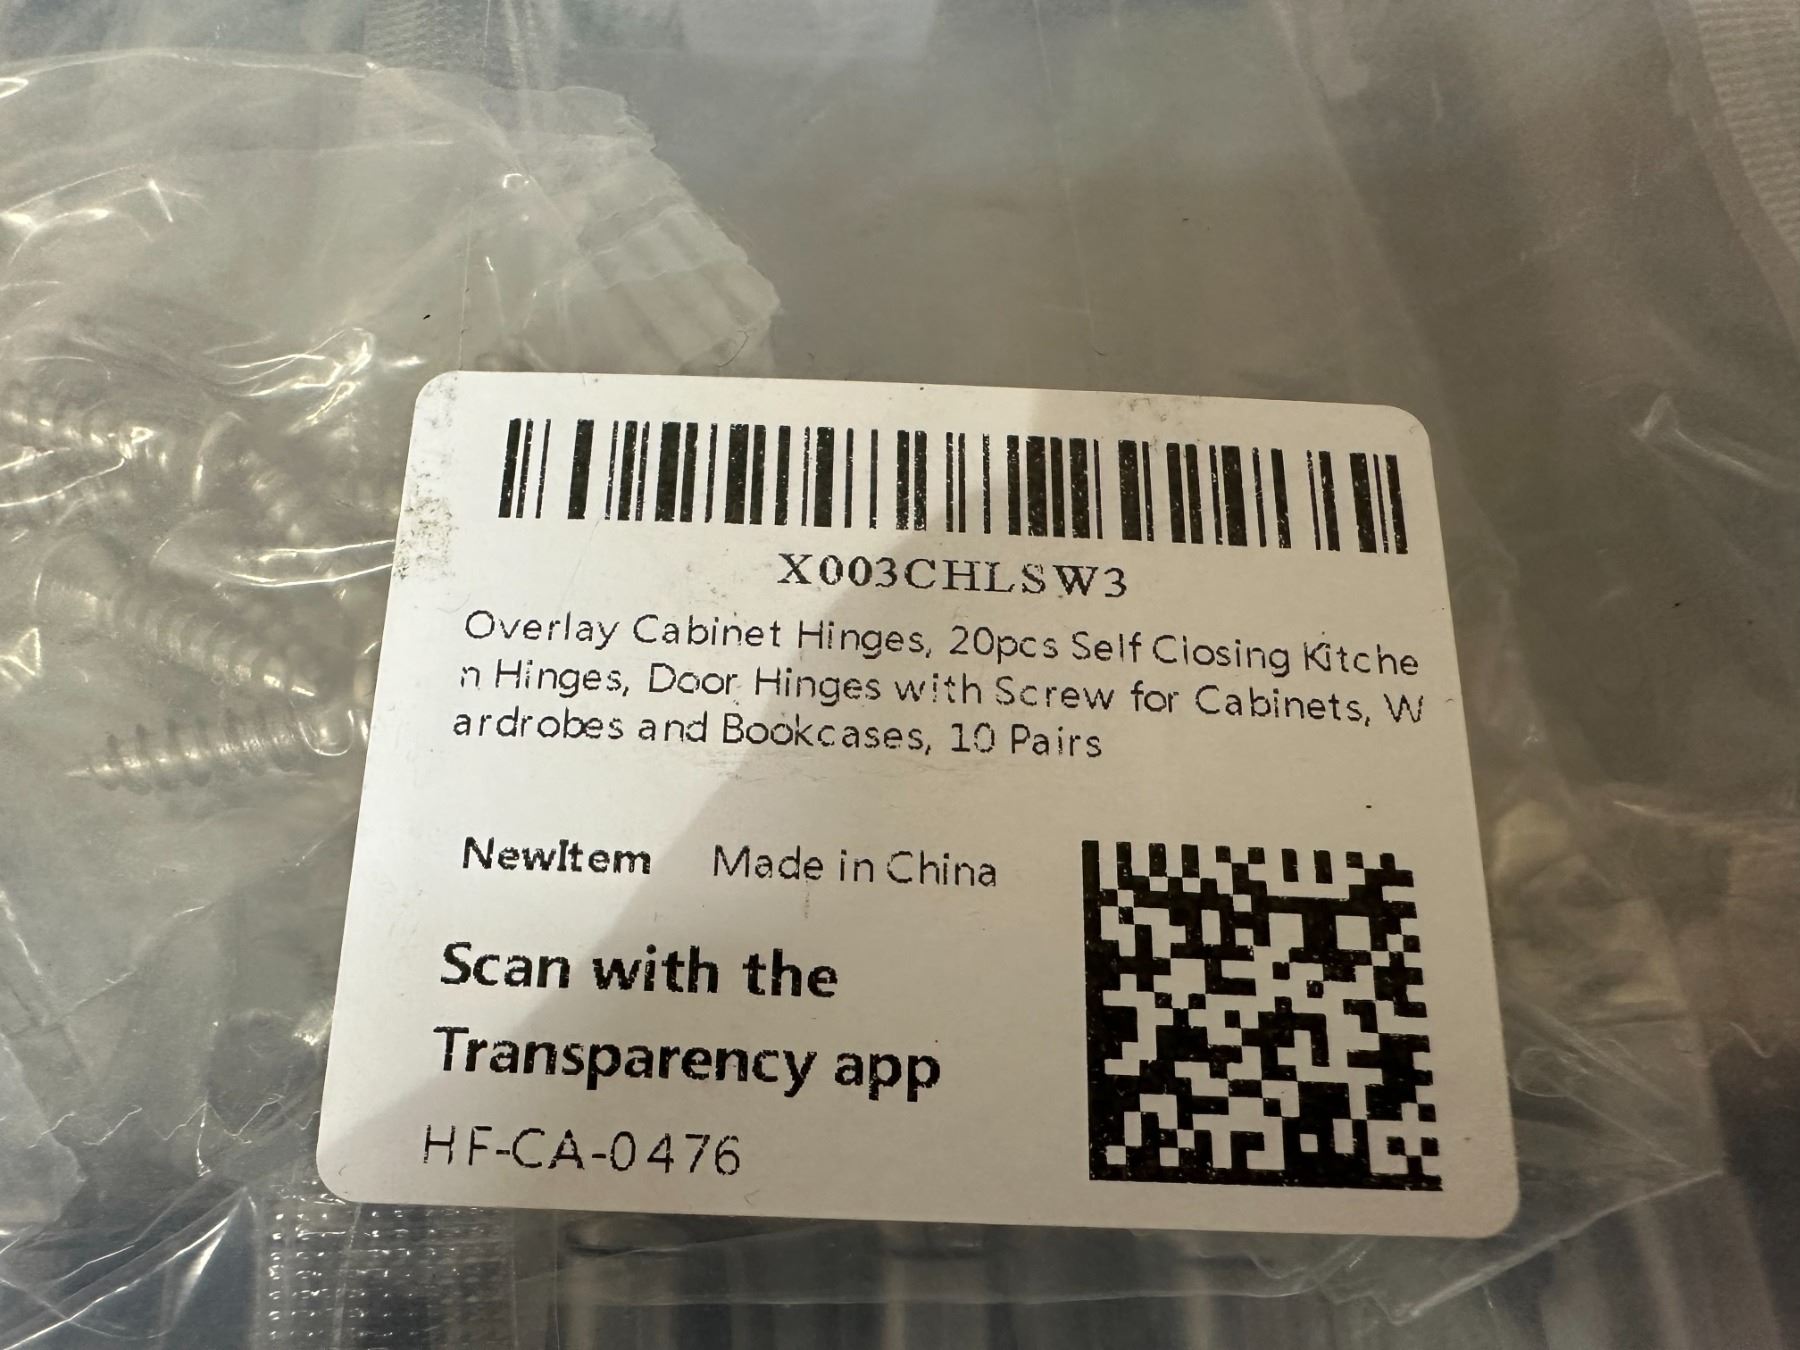 X003CHLSW3
Overlay Cabinet Hinges, 20pcs Self Closing Kitche
n Hinges, Door Hinges with Screw for Cabinets, W
ardrobes and Bookcases, 10 Pairs
NewItem Made in China
Scan with the
Transparency app
HF-CA-0476